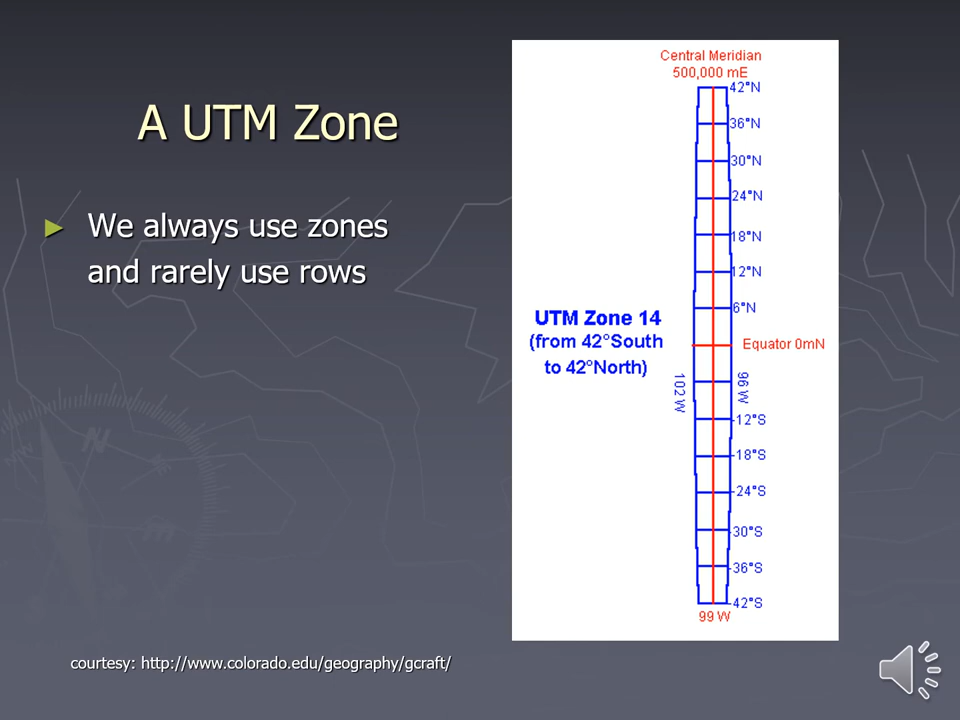 A UTM Zone
► We always use zones
and rarely use rows
Central Meridian
500,000 mE
42°N
36°N
30°N
24°N
18°N
12°N
6°N
UTM Zone 14
(from 42°South
to 42°North)
Equator 0mN
102 W
96 W
-12°S
-18°S
-24°S
-30°S
-36°S
-42°S
99 W
courtesy: http://www.colorado.edu/geography/gcraft/